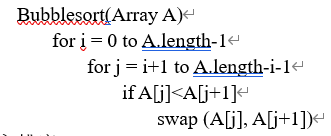 Bubblesort(Array A)↵
for i = 0 to A.length-1↵
for j = i+1 to A.length-i-1↵
if A[j]<A[j+1]↵
swap (A[j], A[j+1])↵